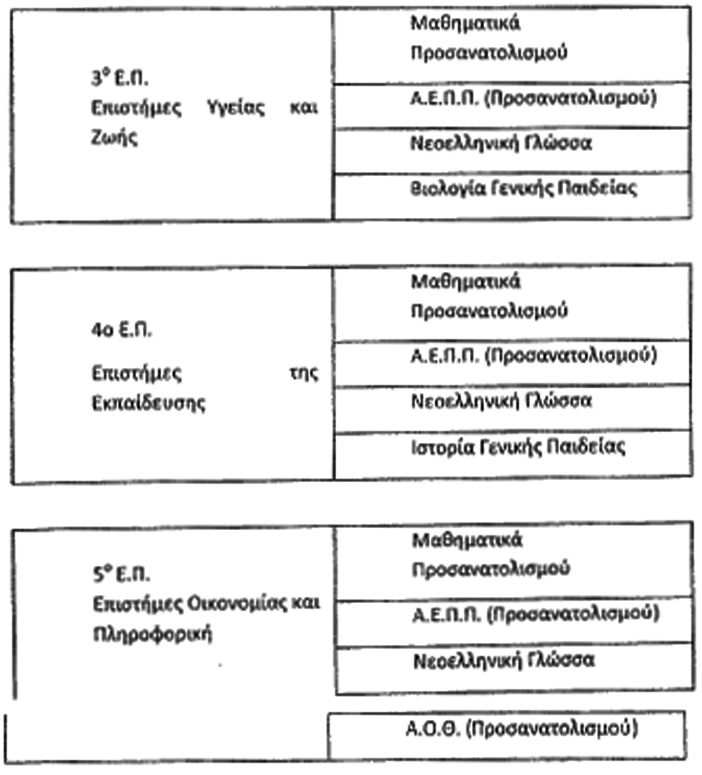 3° Ε.Π.
Επιστήμες Υγείας και
Ζωής
Μαθηματικά
Προσανατολισμού
Α.Ε.Π.Π. (Προσανατολισμού)
Νεοελληνική Γλώσσα
Βιολογία Γενικής Παιδείας
4ο Ε.Π.
Επιστήμες της
Εκπαίδευσης
Μαθηματικά
Προσανατολισμού
Α.Ε.Π.Π. (Προσανατολισμού)
Νεοελληνική Γλώσσα
Ιστορία Γενικής Παιδείας
5° Ε.Π.
Επιστήμες Οικονομίας και
Πληροφορική
Μαθηματικά
Προσανατολισμού
Α.Ε.Π.Π. (Προσανατολισμού)
Νεοελληνική Γλώσσα
Α.Ο.Θ. (Προσανατολισμού)